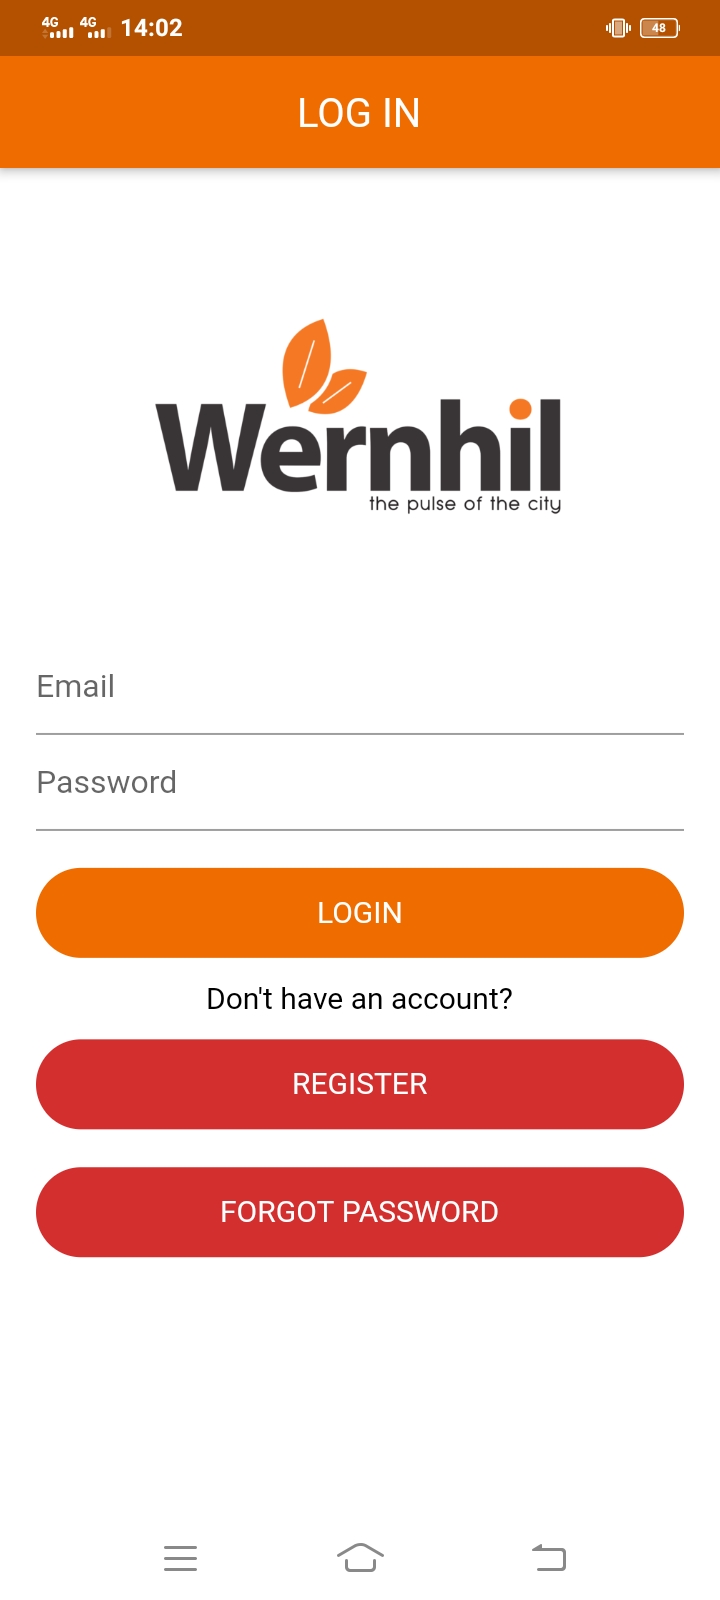 4G 4G 14:02 48
LOG IN
Wernhil
the pulse of the city
Email
Password
LOGIN
Don't have an account?
REGISTER
FORGOT PASSWORD